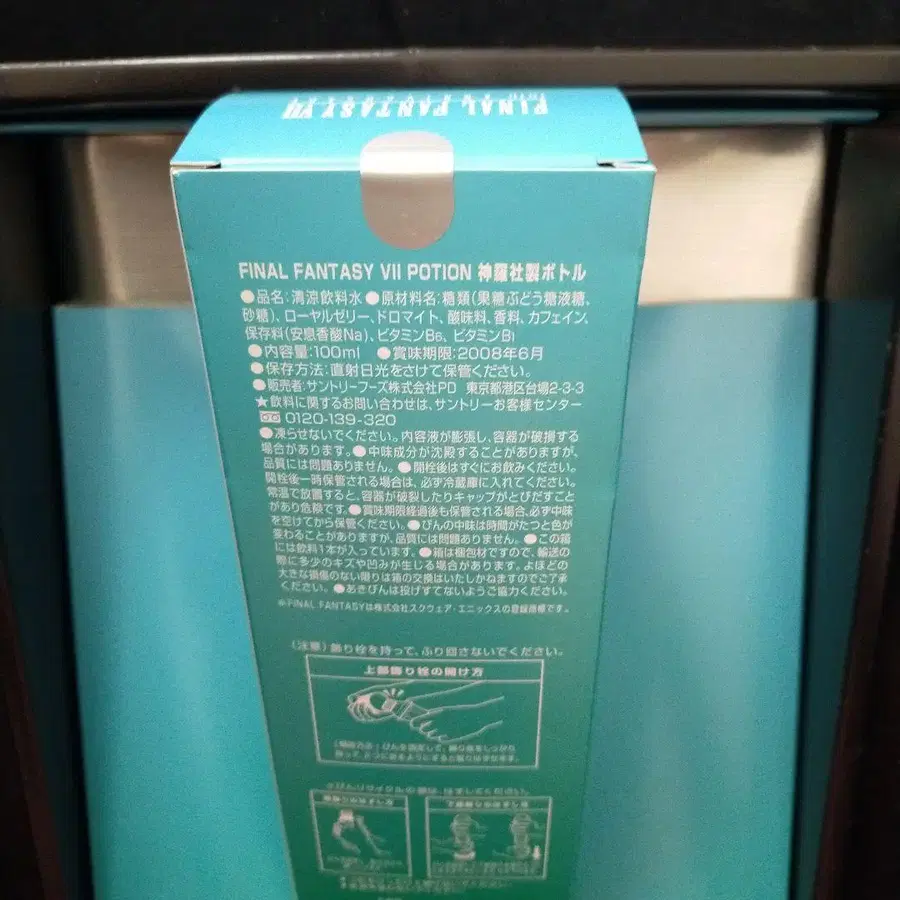 FINAL FANTASY VII
FINAL FANTASY VII POTION 神羅社製ボトル
●品名:清涼飲料水●原材料名:糖類(果糖ぶどう糖液糖、
砂糖)、ローヤルゼリー、ドロマイト、酸味料、香料、カフェイン、
保存料(安息香酸Na)、ビタミンB6、ビタミンB1
●内容量:100ml ●賞味期限:2008年6月
●保存方法:直射日光をさけて保管ください。
●販売者:サントリーフーズ株式会社PD 東京都港区台場2-3-3
★飲料に関するお問い合わせは、サントリーお客様センター
0120-139-320
●凍らせないでください。内容液が膨張し、容器が破損する
場合があります。●中味成分が沈殿することがありますが、
品質には問題ありません。●開栓後はすぐにお飲みください。
開栓後一時保管される場合は、必ず冷蔵庫に入れてください。
常温で放置すると、容器が破裂したりキャップがとびだすこと
があり危険です。●賞味期限経過後も保管される場合、必ず中味
を空けてから保管ください。●びんの中味は時間がたつと色が
変わることがありますが、品質には問題ありません。●この箱
には飲料1本が入っています。●箱は梱包材ですので、輸送の
際に多少のキズや凹みが生じる場合があります。よほどの
大きな損傷のない限りは箱の交換はいたしかねますのでご了承
ください。●あきびんは投げすてないようご協力ください。
※FINAL FANTASYは株式会社スクウェア・エニックスの登録商標です。
(注意)飾り栓を持って、ふり回さないでください。
上部飾り栓の開け方